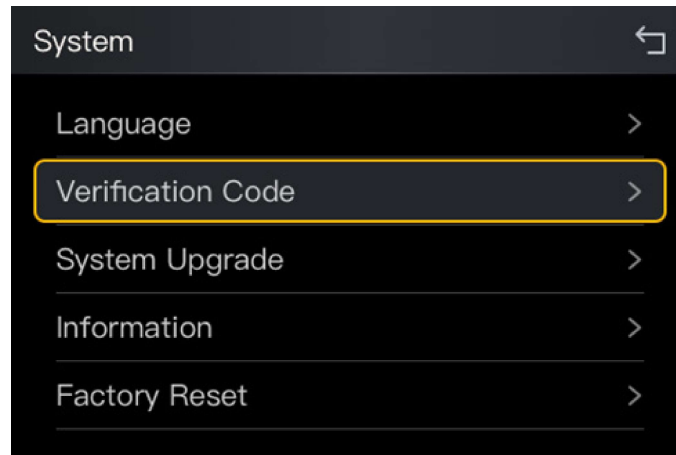 System
Language
Verification Code
System Upgrade
Information
Factory Reset